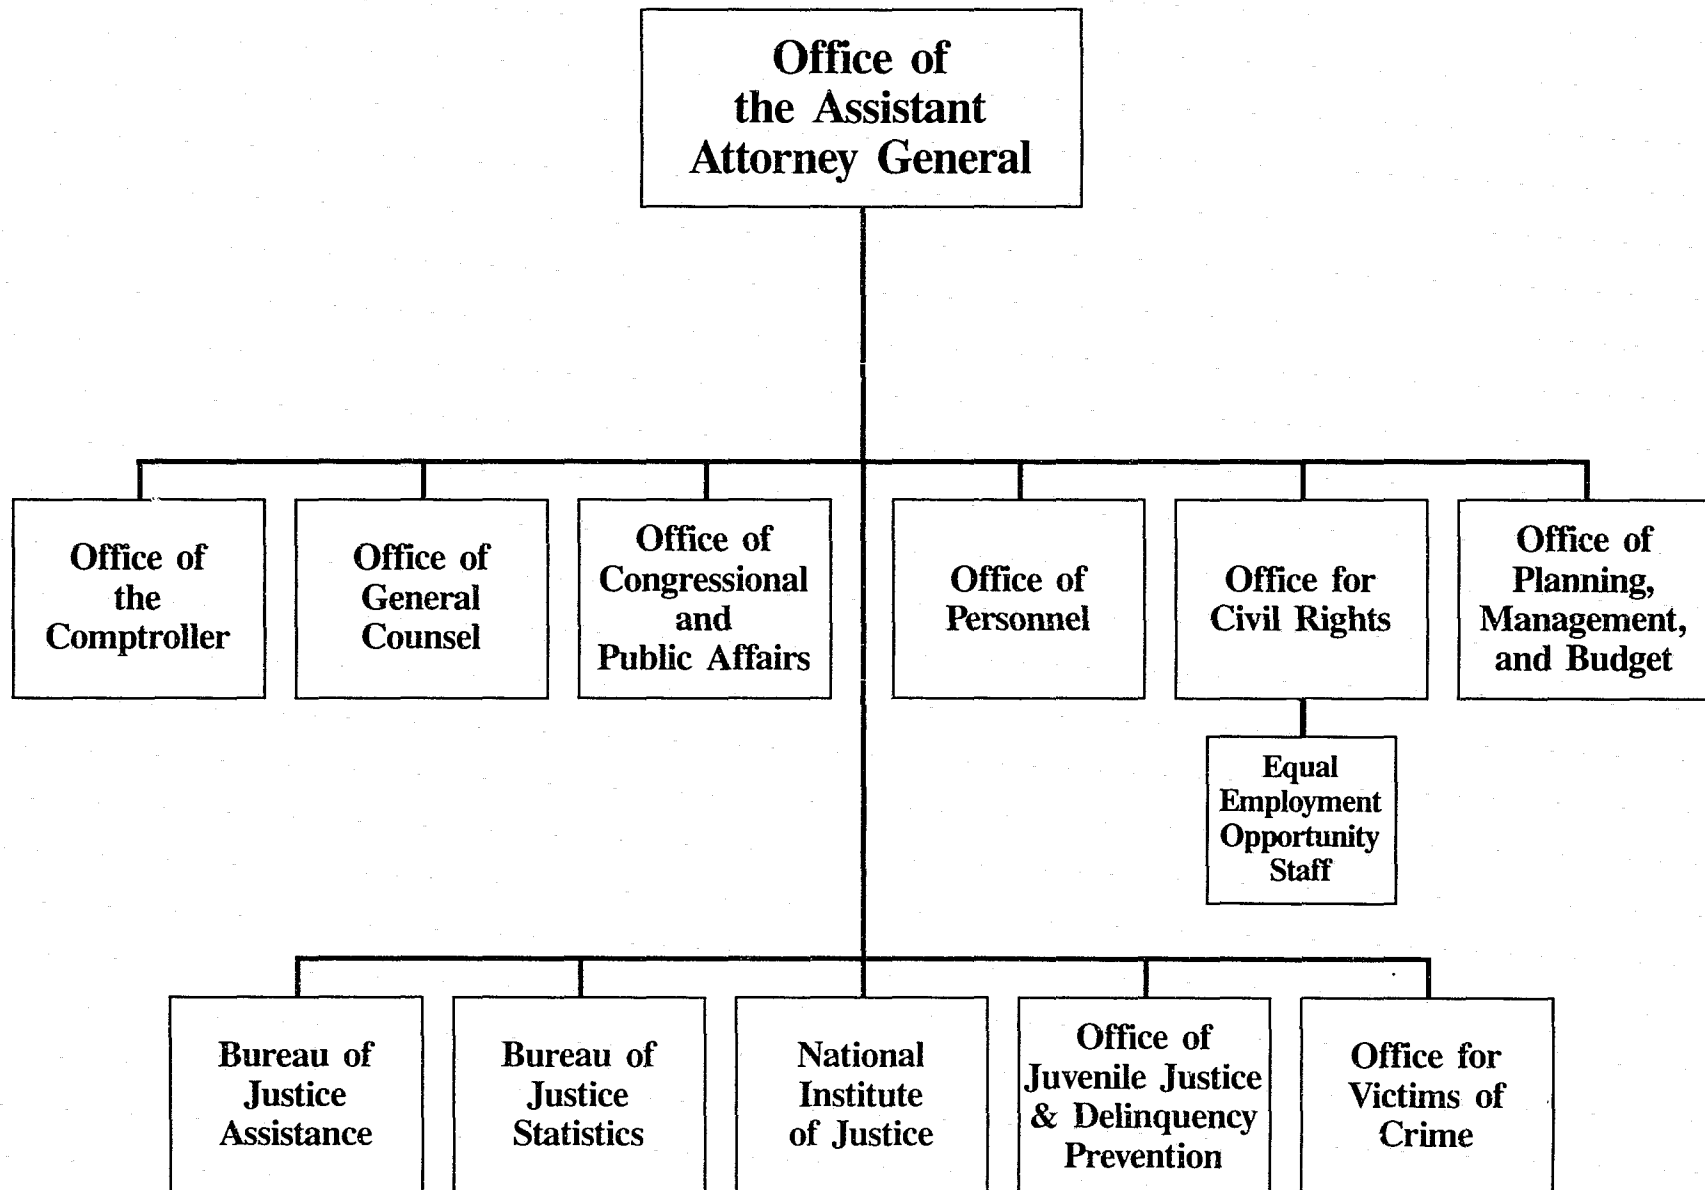 Office of
the Assistant
Attorney General
Office of
the
Comptroller
Office of
General
Counsel
Office of
Congressional
and
Public Affairs
Office of
Personnel
Office for
Civil Rights
Office of
Planning,
Management,
and Budget
Equal
Employment
Opportunity
Staff
Bureau of
Justice
Assistance
Bureau of
Justice
Statistics
National
Institute
of Justice
Office of
Juvenile Justice
& Delinquency
Prevention
Office for
Victims of
Crime